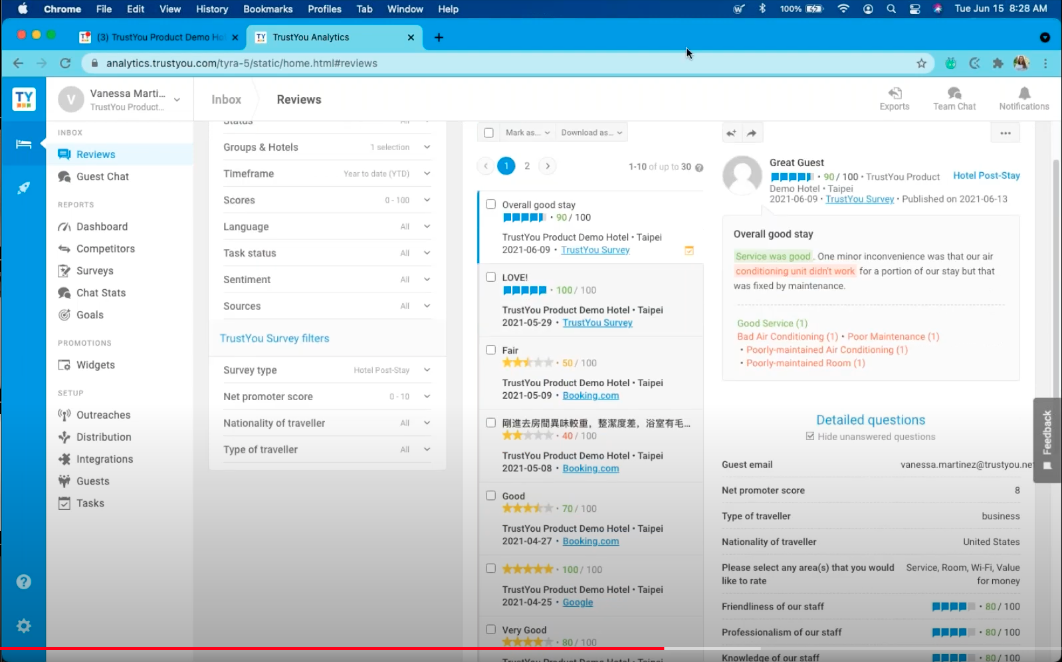 Chrome File Edit View History Bookmarks Profiles Tab Window Help 100% Tue Jun 15 8:28 AM
(3) TrustYou Product Demo Ho
TrustYou Analytics
analytics.trustyou.com/tyra-5/static/home.html#reviews
TY
V
Vanessa Marti...
TrustYou Product...
Inbox
Reviews
Exports
Team Chat
Notifications
INBOX
Reviews
Guest Chat
REPORTS
Dashboard
Competitors
Surveys
Chat Stats
Goals
PROMOTIONS
Widgets
SETUP
Outreaches
Distribution
Integrations
Guests
Tasks
Status All
Groups & Hotels 1 selection
Timeframe Year to date (YTD)
Scores 0 - 100
Language All
Task status All
Sentiment All
Sources All
TrustYou Survey filters
Survey type Hotel Post-Stay
Net promoter score 0 - 10
Nationality of traveller All
Type of traveller All
Mark as... Download as...
1 2 1-10 of up to 30
Overall good stay
• 90 / 100
TrustYou Product Demo Hotel • Taipei
2021-06-09 • TrustYou Survey
LOVE!
• 100 / 100
TrustYou Product Demo Hotel • Taipei
2021-05-29 • TrustYou Survey
Fair
• 50 / 100
TrustYou Product Demo Hotel • Taipei
2021-05-09 • Booking.com
剛進去房間異味較重，整潔度差，浴室有毛...
• 40 / 100
TrustYou Product Demo Hotel • Taipei
2021-05-08 • Booking.com
Good
• 70 / 100
TrustYou Product Demo Hotel • Taipei
2021-04-27 • Booking.com
• 100 / 100
TrustYou Product Demo Hotel • Taipei
2021-04-25 • Google
Very Good
• 80 / 100
TrustYou Product Demo Hotel • Taipei
Great Guest
• 90 / 100 • TrustYou Product
Demo Hotel • Taipei
2021-06-09 • TrustYou Survey • Published on 2021-06-13
Hotel Post-Stay
Overall good stay
Service was good. One minor inconvenience was that our air
conditioning unit didn't work for a portion of our stay but that
was fixed by maintenance.
Good Service (1)
Bad Air Conditioning (1) • Poor Maintenance (1)
• Poorly-maintained Air Conditioning (1)
• Poorly-maintained Room (1)
Detailed questions
Hide unanswered questions
Guest email vanessa.martinez@trustyou.ne
Net promoter score 8
Type of traveller business
Nationality of traveller United States
Please select any area(s) that you would Service, Room, Wi-Fi, Value
like to rate for money
Friendliness of our staff • 80 / 100
Professionalism of our staff • 80 / 100
Knowledge of our staff • 80 / 100
Feedback